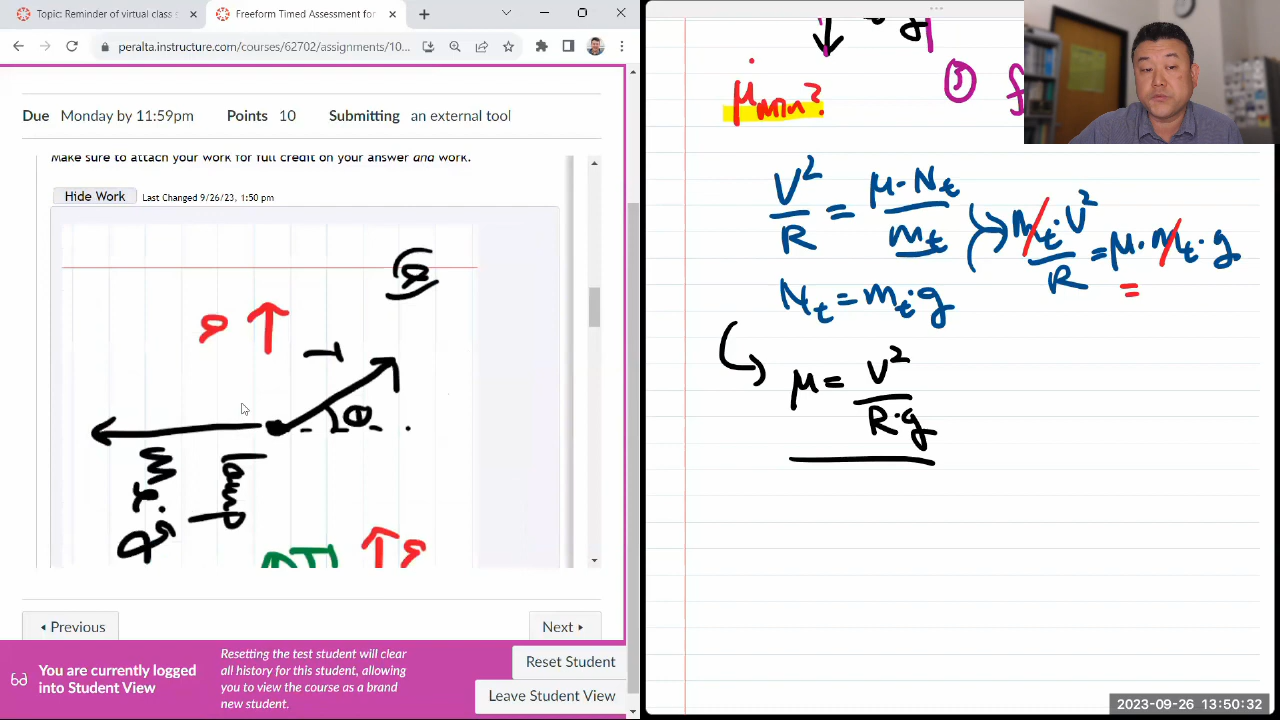 Topic Reminder of virtual class E
Freeform Timed Assessment for
peralta.instructure.com/courses/62702/assignments/10...
Due Monday by 11:59pm Points 10 Submitting an external tool
Make sure to attach your work for full credit on your answer and work.
Hide Work Last Changed 9/26/23, 1:50 pm
a
T
θ
M·g
lamp
Previous
Next
You are currently logged
into Student View
Resetting the test student will clear
all history for this student, allowing
you to view the course as a brand
new student.
Reset Student
Leave Student View
μmin?
③ f
V²/R = μ·Nt/mt
mt·V²/R = μ·mt·g
Nt = mt·g
μ = V²/R·g
2023-09-26 13:50:32